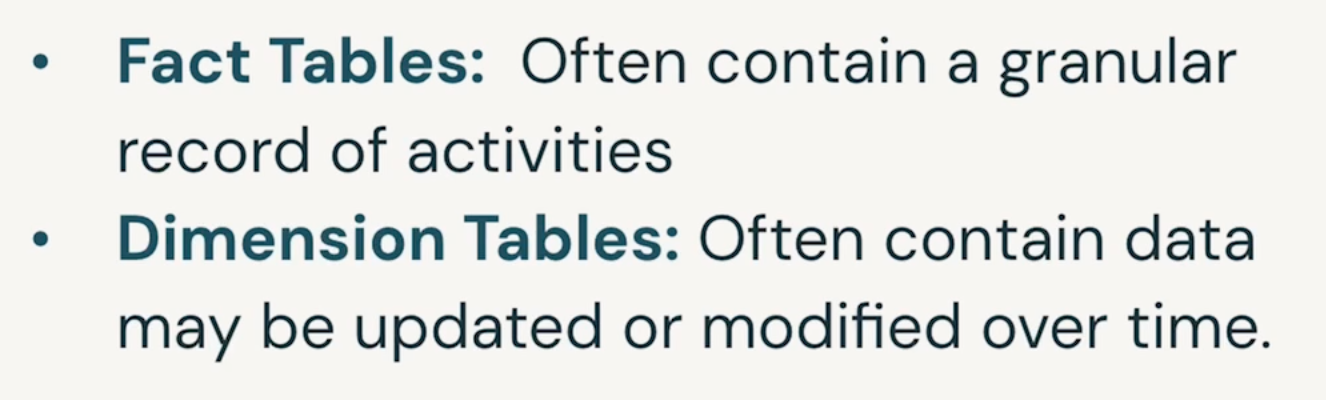 • Fact Tables: Often contain a granular
record of activities
• Dimension Tables: Often contain data
may be updated or modified over time.